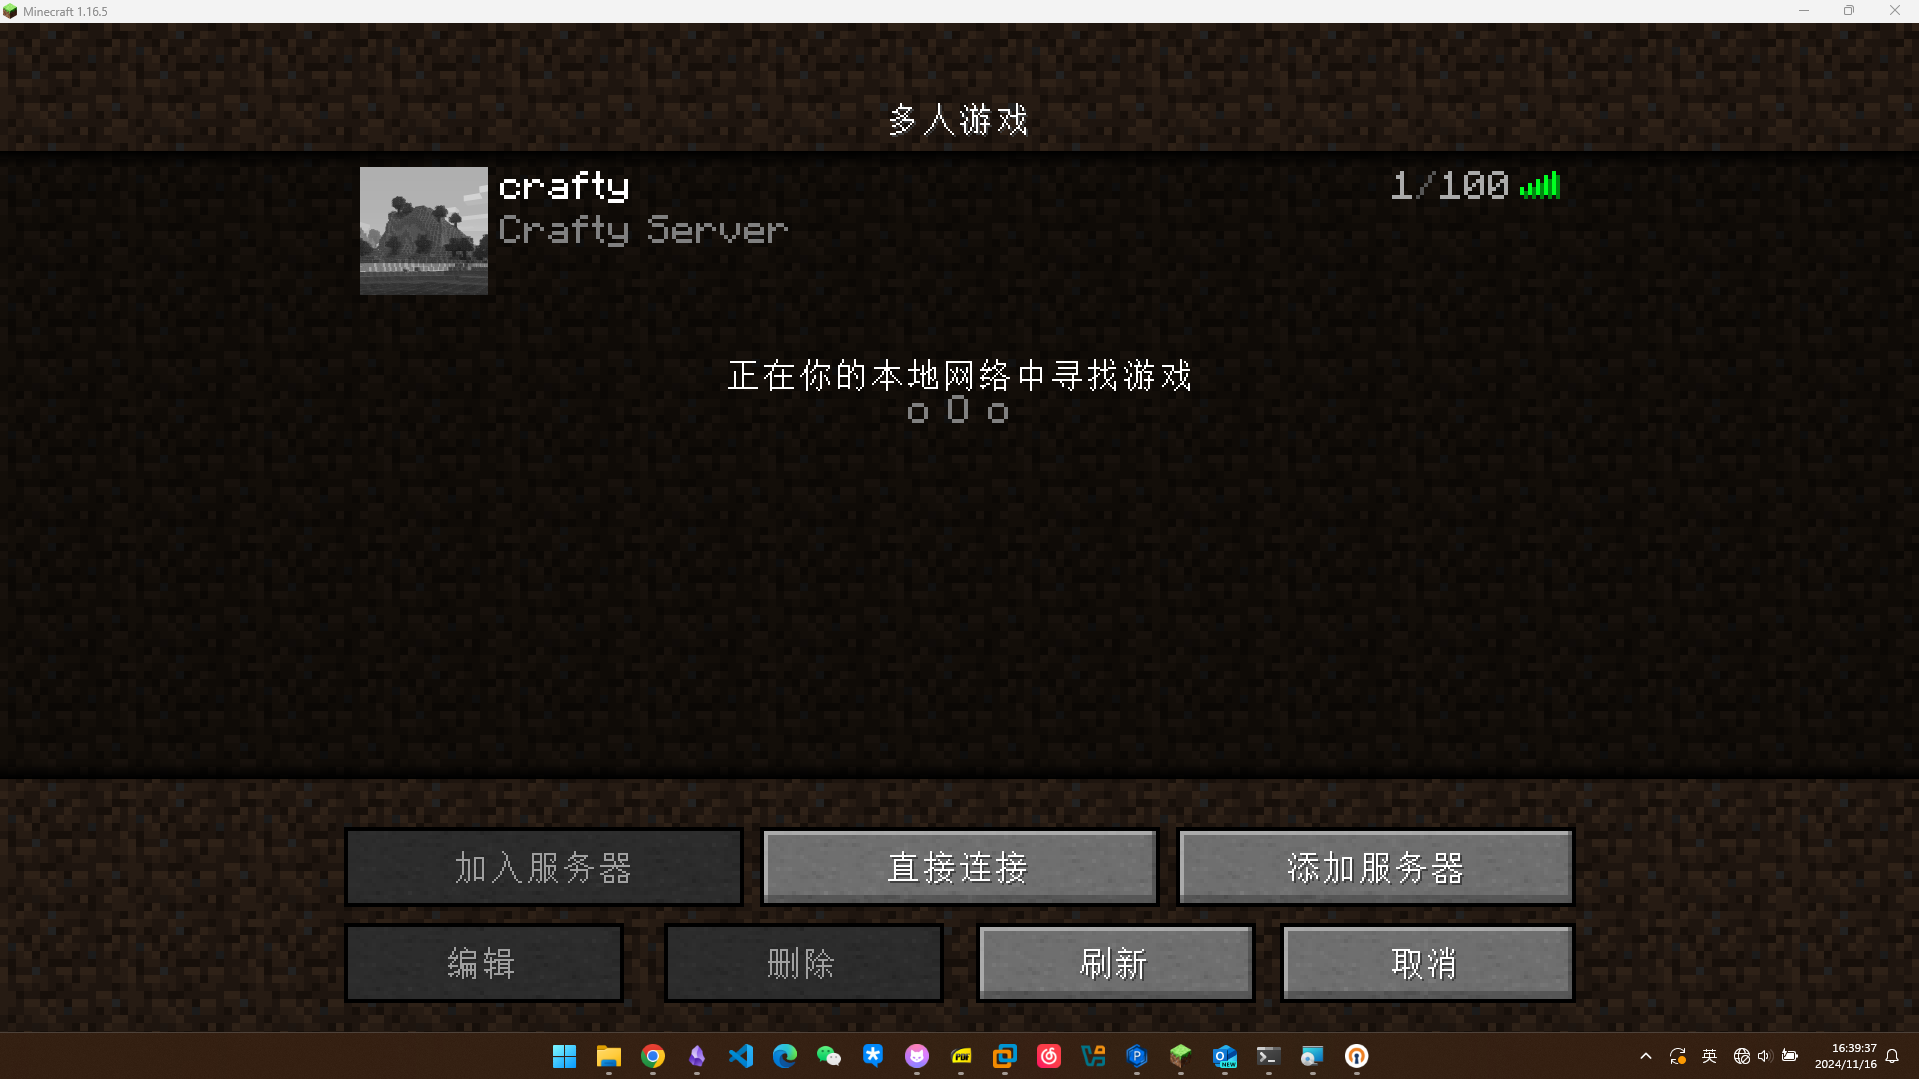 Minecraft 1.16.5
多人游戏
crafty
1/100
Crafty Server
正在你的本地网络中寻找游戏
o O o
加入服务器
直接连接
添加服务器
编辑
删除
刷新
取消
PDF
NEW
英
16:39:37
2024/11/16